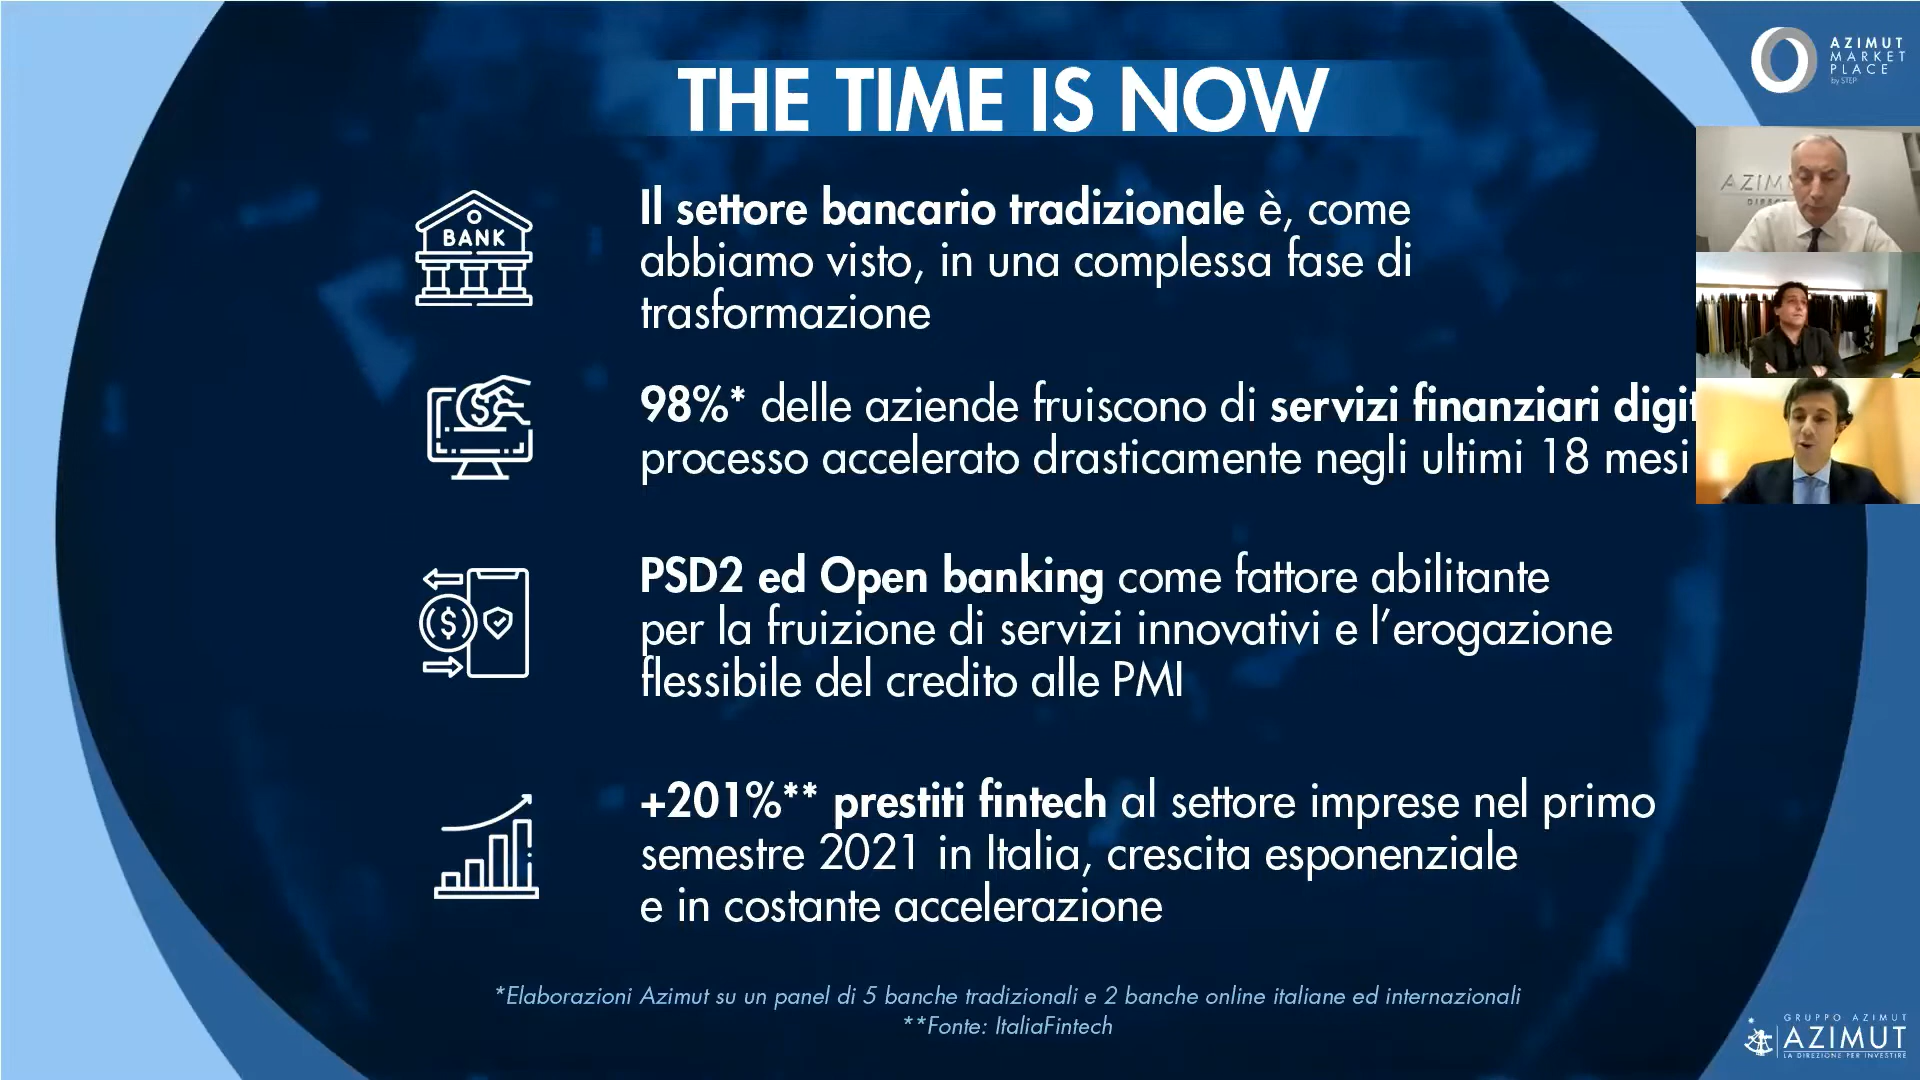 THE TIME IS NOW
AZIMUT
MARKET
PLACE
by STEP
BANK
Il settore bancario tradizionale è, come
abbiamo visto, in una complessa fase di
trasformazione
98%* delle aziende fruiscono di servizi finanziari
processo accelerato drasticamente negli ultimi 18 mesi
PSD2 ed Open banking come fattore abilitante
per la fruizione di servizi innovativi e l’erogazione
flessibile del credito alle PMI
+201%** prestiti fintech al settore imprese nel primo
semestre 2021 in Italia, crescita esponenziale
e in costante accelerazione
*Elaborazioni Azimut su un panel di 5 banche tradizionali e 2 banche online italiane ed internazionali
**Fonte: ItaliaFintech
GRUPPO AZIMUT
AZIMUT
LA DIREZIONE PER INVESTIRE